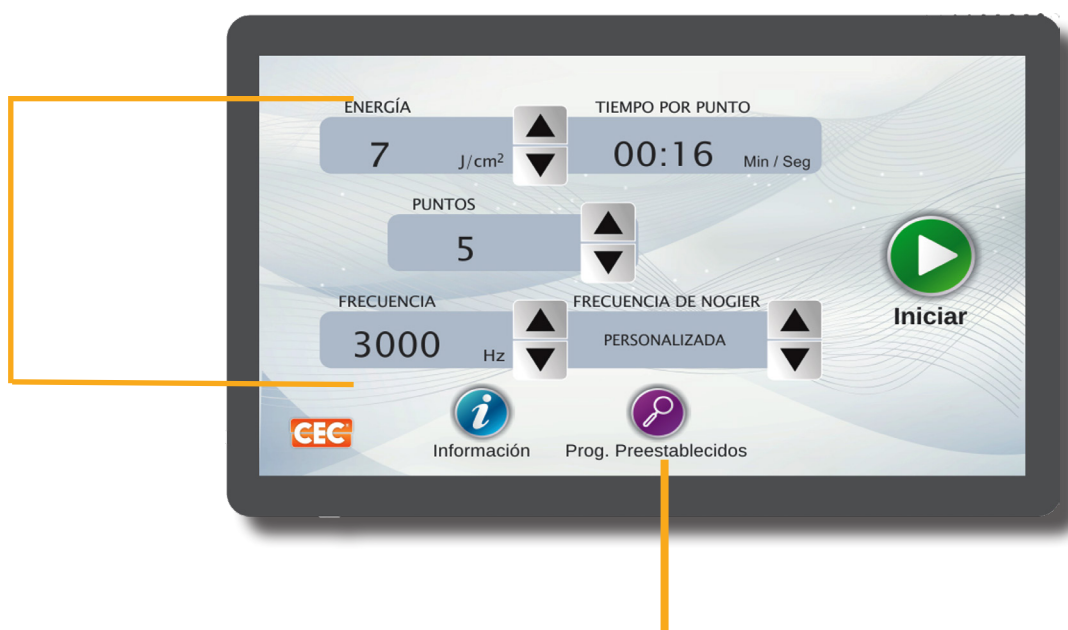 ENERGÍA
TIEMPO POR PUNTO
7 J/cm²
00:16 Min / Seg
PUNTOS
5
FRECUENCIA
FRECUENCIA DE NOGIER
3000 Hz
PERSONALIZADA
Iniciar
CEC
Información
Prog. Preestablecidos